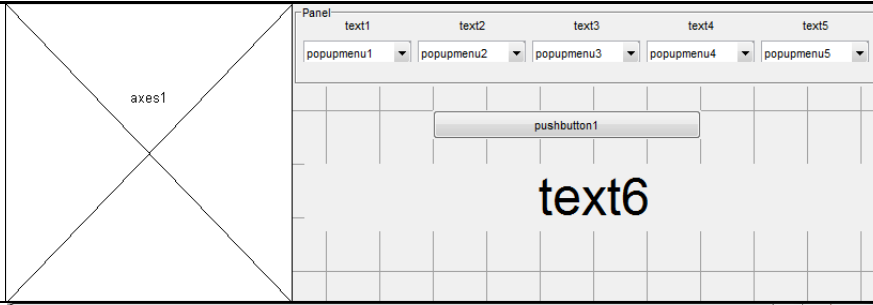 Panel
text1 text2 text3 text4 text5
popupmenu1 popupmenu2 popupmenu3 popupmenu4 popupmenu5
axes1
pushbutton1
text6